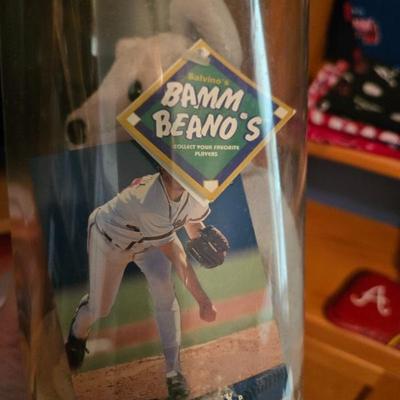 Salvino's
BAMM
BEANO'S
COLLECT YOUR FAVORITE
PLAYERS
A